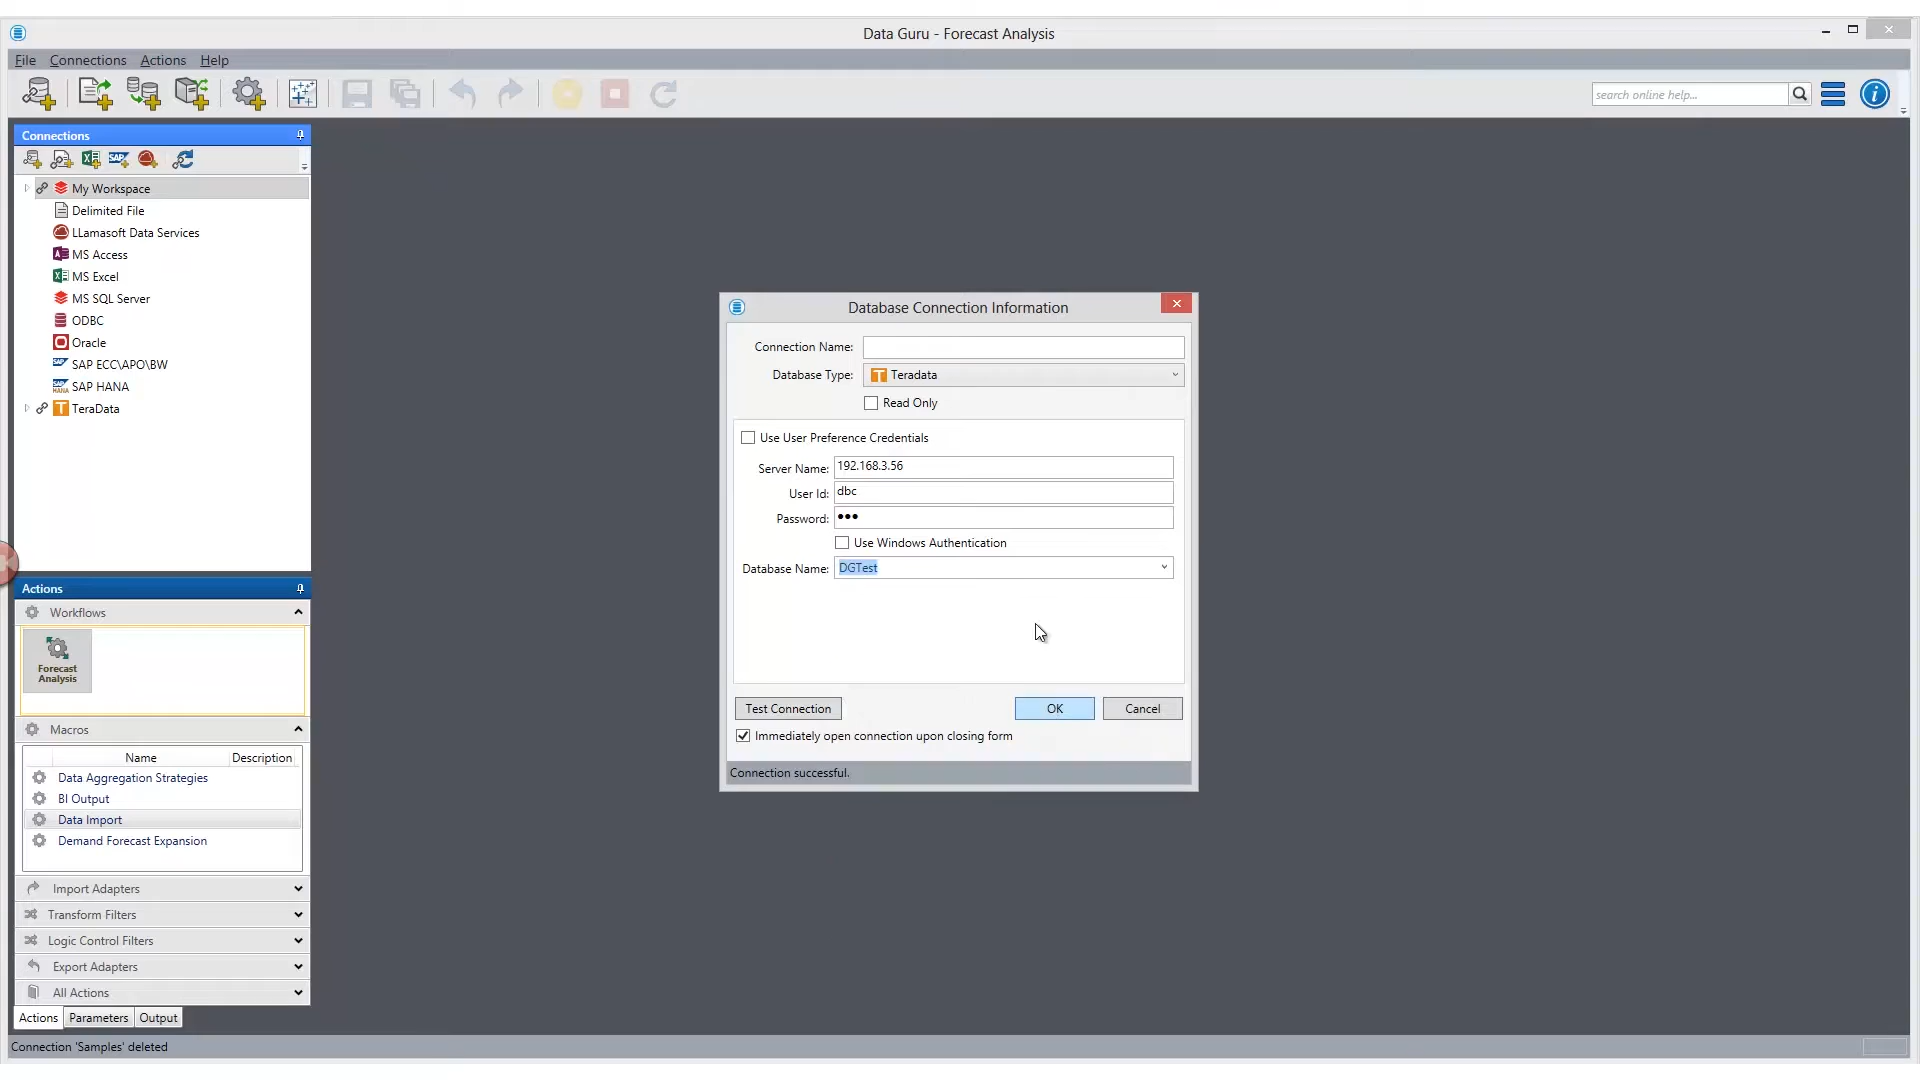 Data Guru - Forecast Analysis
File Connections Actions Help
search online help...
Connections
My Workspace
Delimited File
LLamasoft Data Services
MS Access
MS Excel
MS SQL Server
ODBC
Oracle
SAP ECC\APO\BW
SAP HANA
TeraData
Database Connection Information
Connection Name:
Database Type: Teradata
Read Only
Use User Preference Credentials
Server Name: 192.168.3.56
User Id: dbc
Password: •••
Use Windows Authentication
Database Name: DGTest
Test Connection OK Cancel
Immediately open connection upon closing form
Connection successful.
Actions
Workflows
Forecast
Analysis
Macros
Name Description
Data Aggregation Strategies
BI Output
Data Import
Demand Forecast Expansion
Import Adapters
Transform Filters
Logic Control Filters
Export Adapters
All Actions
Actions Parameters Output
Connection 'Samples' deleted